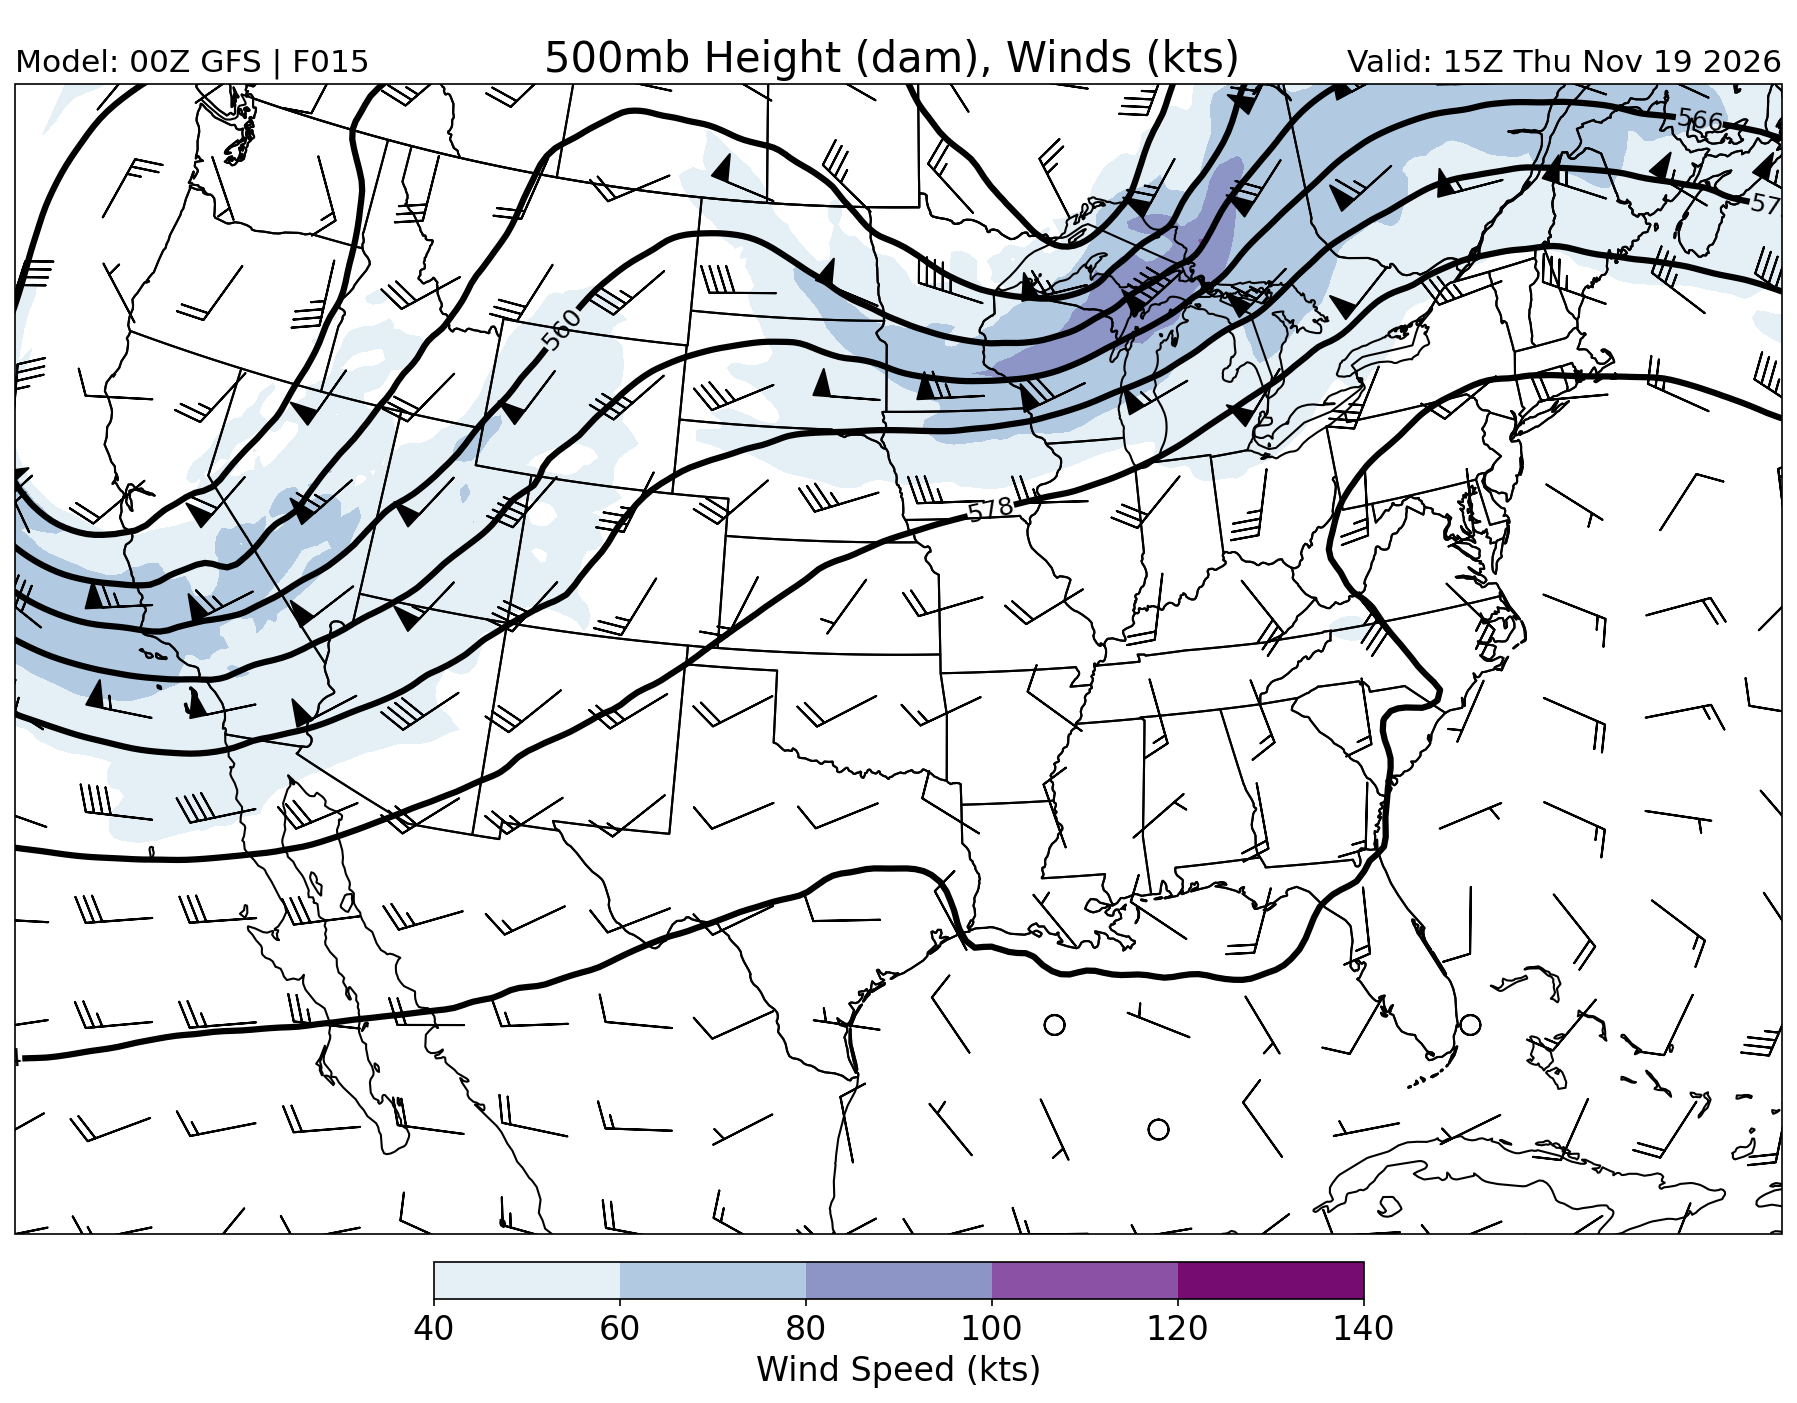 Model: 00Z GFS | F015
500mb Height (dam), Winds (kts)
Valid: 15Z Thu Nov 19 2026
566
57
560
578
40 60 80 100 120 140
Wind Speed (kts)